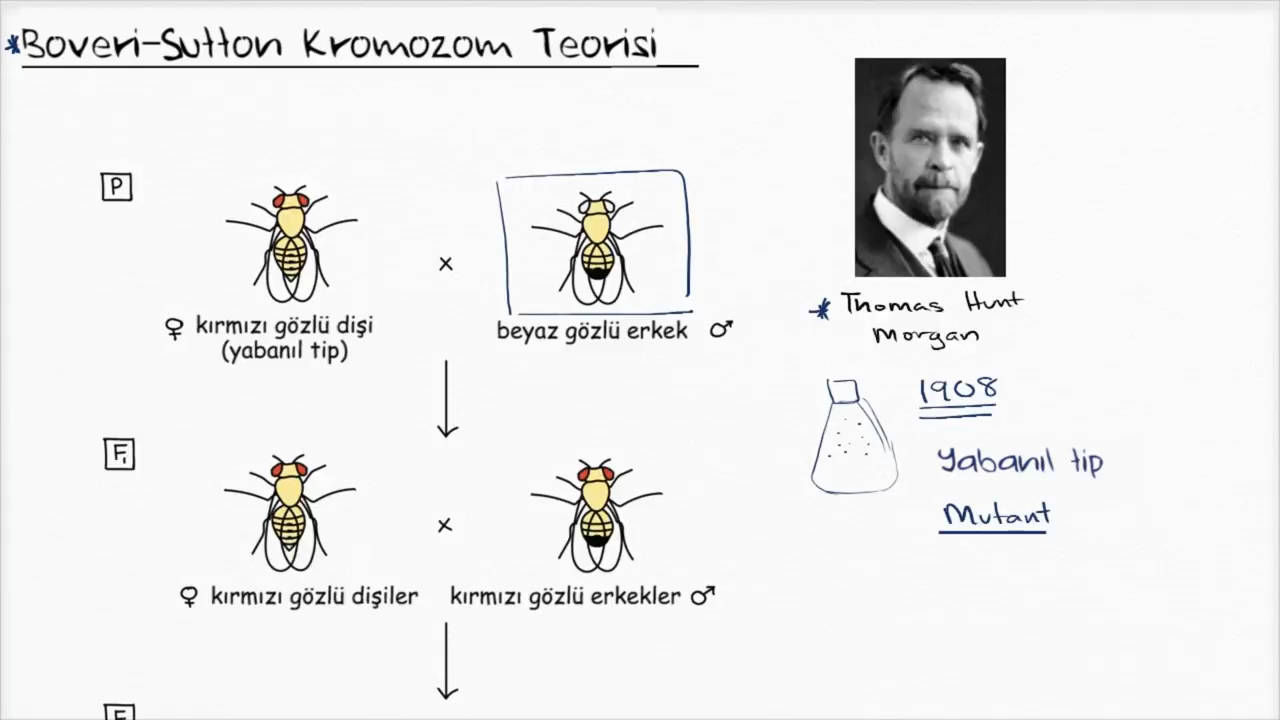 *Boveri-Sutton Kromozom Teorisi
P
♀ kırmızı gözlü dişi
(yabanıl tip)
x
beyaz gözlü erkek ♂
* Thomas Hunt
Morgan
1908
Yabanıl tip
Mutant
F₁
x
♀ kırmızı gözlü dişiler
kırmızı gözlü erkekler ♂